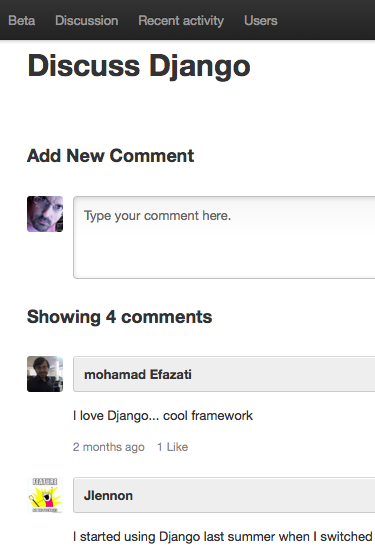 Beta Discussion Recent activity Users
Discuss Django
Add New Comment
Type your comment here.
Showing 4 comments
mohamad Efazati
I love Django... cool framework
2 months ago 1 Like
FEATURE
Jlennon
I started using Django last summer when I switched